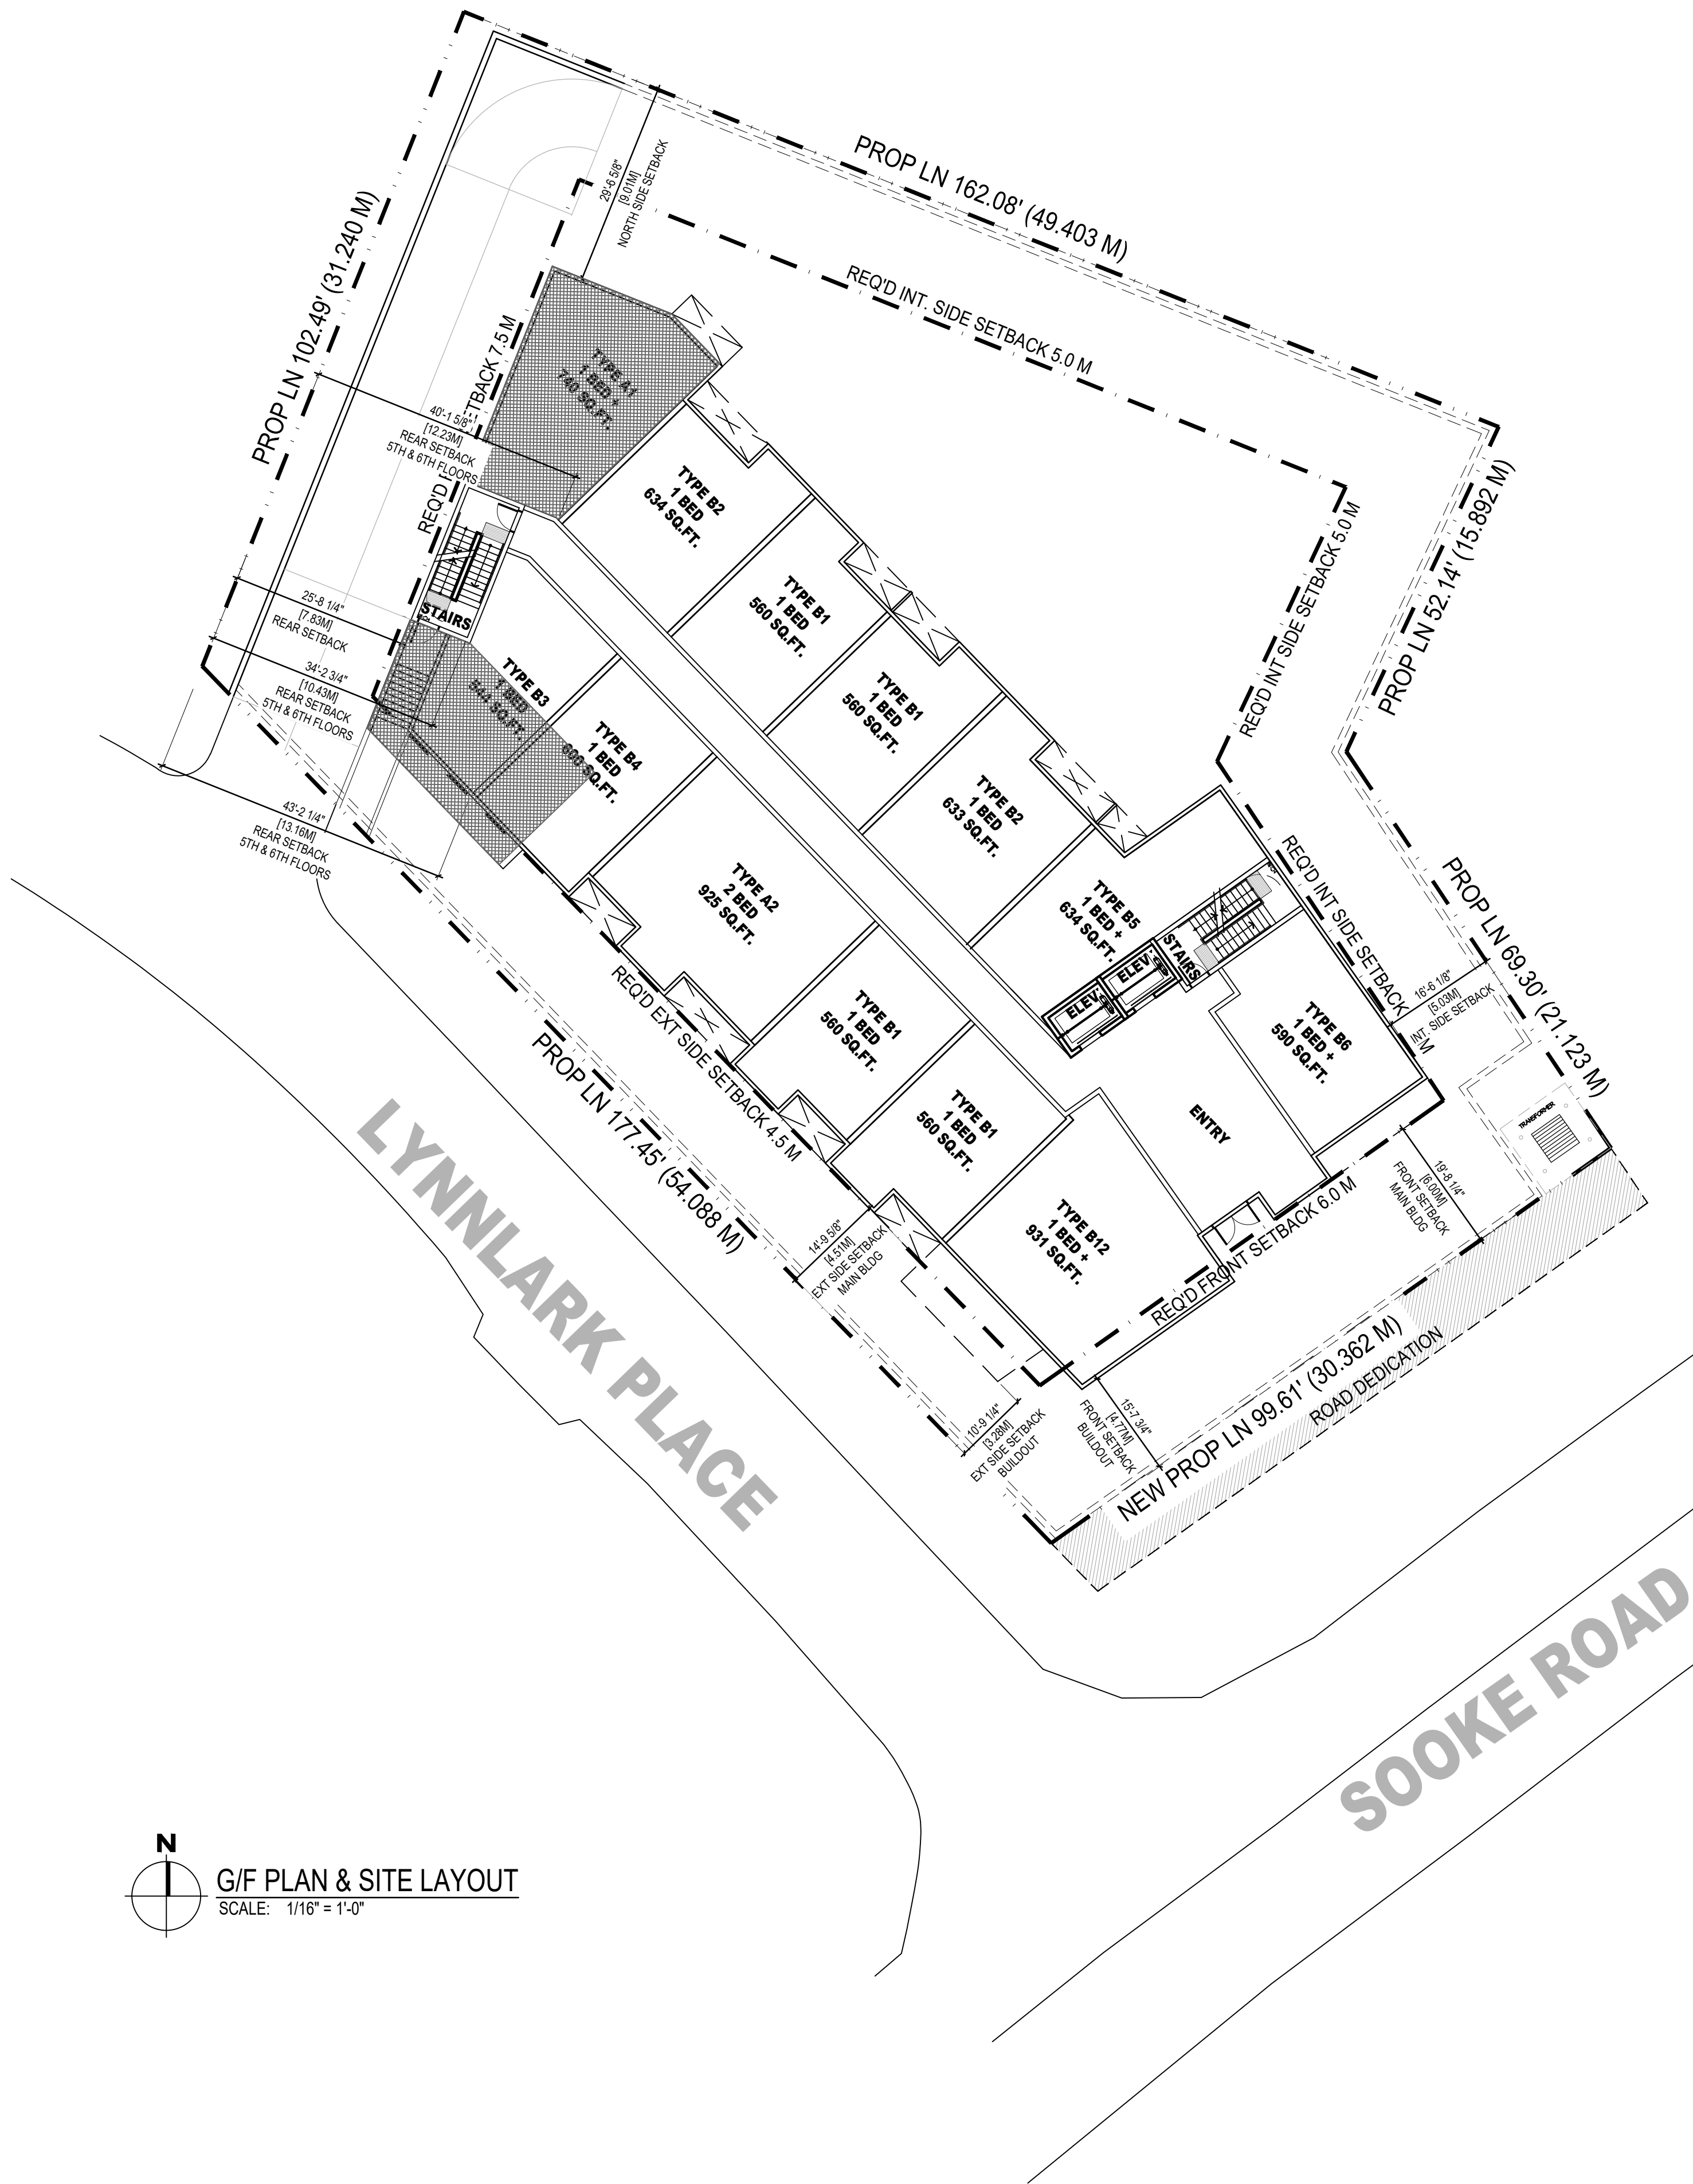 PROP LN 162.08' (49.403 M)
PROP LN 102.49' (31.240 M)
29'-6 5/8"
[9.01M]
NORTH SIDE SETBACK
REQ'D INT. SIDE SETBACK 5.0 M
TYPE A1
1 BED +
740 SQ.FT.
40'-1 5/8"
[12.23M]
REAR SETBACK
5TH & 6TH FLOORS
ETBACK 7.5 M
REQ'D
TYPE B2
1 BED
634 SQ.FT.
PROP LN 52.14' (15.892 M)
REQ'D INT SIDE SETBACK 5.0 M
25'-8 1/4"
[7.83M]
REAR SETBACK
STAIRS
TYPE B1
1 BED
560 SQ.FT.
34'-2 3/4"
[10.43M]
REAR SETBACK
5TH & 6TH FLOORS
TYPE B3
1 BED
544 SQ.FT.
TYPE B1
1 BED
560 SQ.FT.
TYPE B4
1 BED
600 SQ.FT.
43'-2 1/4"
[13.16M]
REAR SETBACK
5TH & 6TH FLOORS
TYPE B2
1 BED
633 SQ.FT.
TYPE A2
2 BED
925 SQ.FT.
TYPE B5
1 BED +
634 SQ.FT.
REQ'D INT SIDE SETBACK
M
PROP LN 69.30' (21.123 M)
STAIRS
ELEV
ELEV
16'-6 1/8"
[5.03M]
INT. SIDE SETBACK
REQ'D EXT SIDE SETBACK 4.5 M
TYPE B1
1 BED
560 SQ.FT.
TYPE B6
1 BED +
590 SQ.FT.
PROP LN 177.45' (54.088 M)
TYPE B1
1 BED
560 SQ.FT.
ENTRY
TRANSFORMER
LYNNLARK PLACE
19'-8 1/4"
[6.00M]
FRONT SETBACK
MAIN BLDG
14'-9 5/8"
[4.51M]
EXT SIDE SETBACK
MAIN BLDG
TYPE B12
1 BED +
931 SQ.FT.
REQ'D FRONT SETBACK 6.0 M
10'-9 1/4"
[3.28M]
EXT SIDE SETBACK
BUILDOUT
15'-7 3/4"
[4.77M]
FRONT SETBACK
BUILDOUT
NEW PROP LN 99.61' (30.362 M)
ROAD DEDICATION
SOOKE ROAD
N
G/F PLAN & SITE LAYOUT
SCALE: 1/16" = 1'-0"